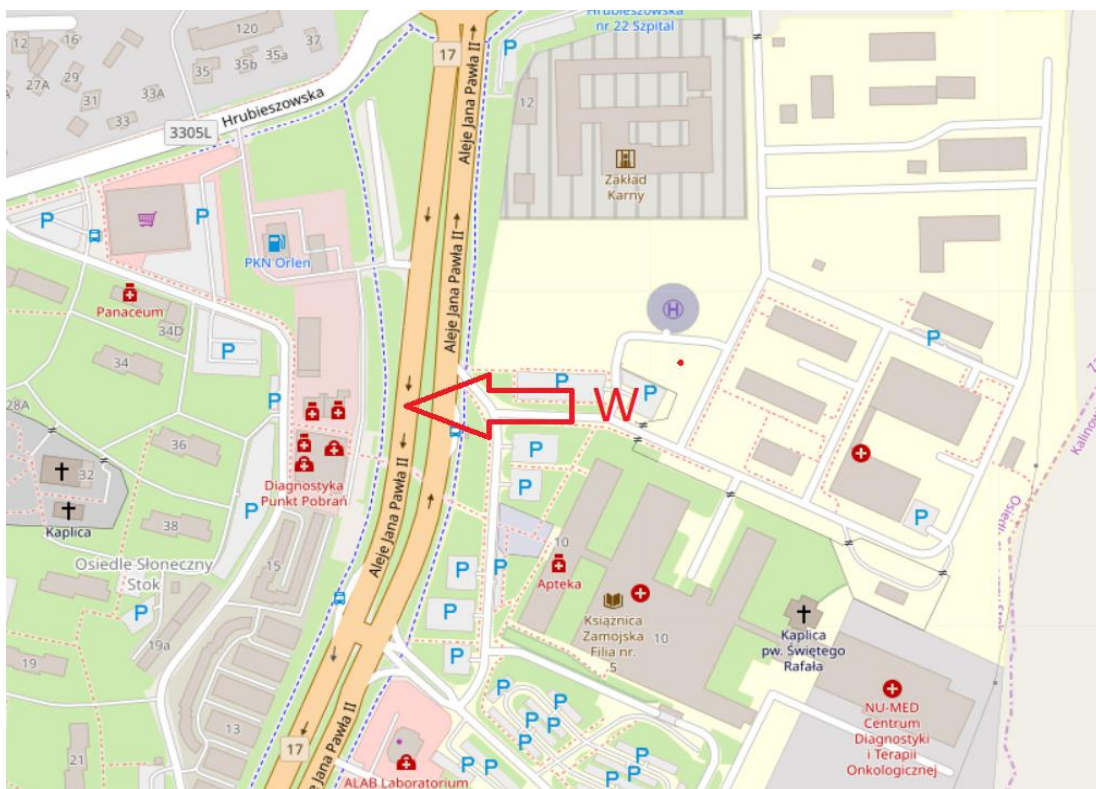 Hrubieszowska
nr 22 Szpital
12
16
120
37
35a
35b
35
27A
29
31
33A
33
17
Aleje Jana Pawła II
Aleje Jana Pawła II
Hrubieszowska
3305L
P
12
Zakład
Karny
P
P
PKN Orlen
H
Panaceum
34D
34
P
P
P
P
28A
P
W
36
32
Diagnostyka
Punkt Pobrań
P
P
P
Kaplica
38
Aleje Jana Pawła II
15
10
Apteka
Osiedle Słoneczny
Stok
P
P
P
P
19a
Książnica
Zamojska
Filia nr.
5
10
Kaplica
pw. Świętego
Rafała
19
P
P
P
P
P
P
13
17
Aleje Jana Pawła II
21
P
P
P
P
NU-MED
Centrum
Diagnostyki
i Terapii
Onkologicznej
ALAB Laboratorium